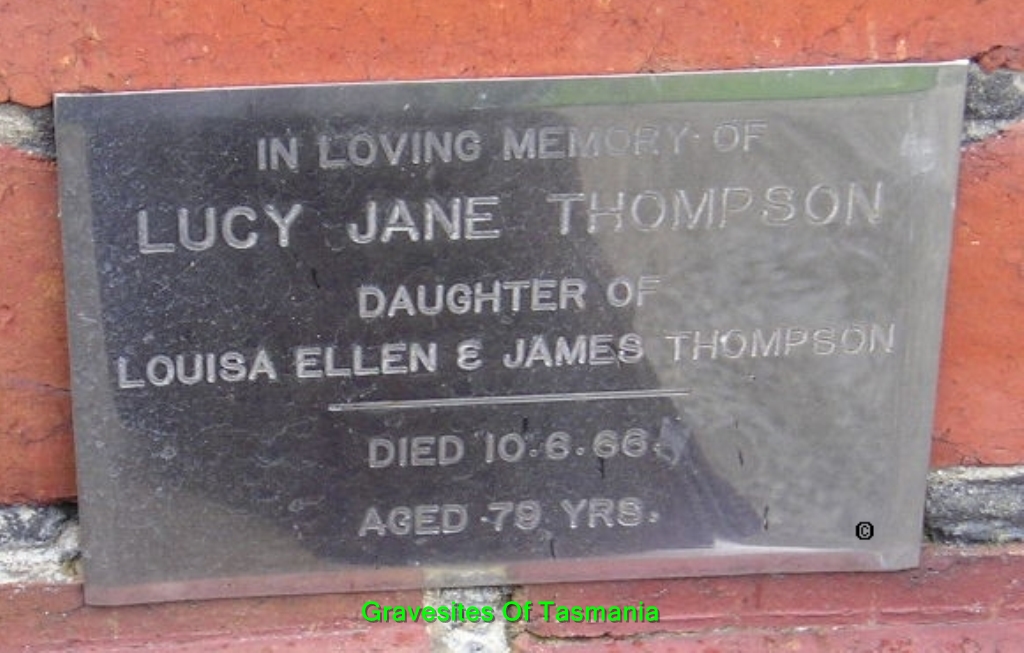 IN LOVING MEMORY OF
LUCY JANE THOMPSON
DAUGHTER OF
LOUISA ELLEN & JAMES THOMPSON
DIED 10.6.66.
AGED 79 YRS.
©
Gravesites Of Tasmania